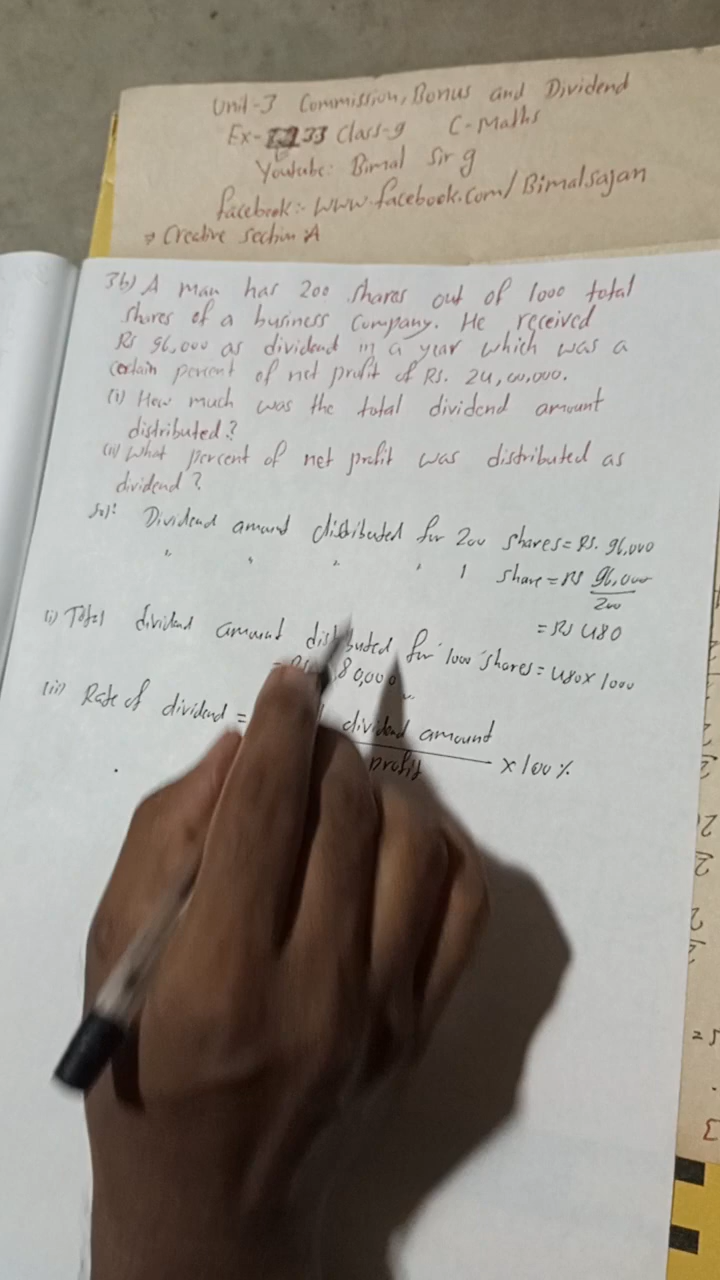 Unit-3 Commission, Bonus and Dividend
Ex- 33 Class-9 C-Maths
Youtube: Bimal Sir g
facebook:- www.facebook.com/Bimalsajan
Creative section: A
3b) A man has 200 shares out of 1000 total
shares of a business company. He received
Rs 96,000 as dividend in a year which was a
certain percent of net profit of Rs. 24,00,000.
(i) How much was the total dividend amount
distributed?
(ii) What percent of net profit was distributed as
dividend?
Sol: Dividend amount distributed for 200 shares = Rs. 96,000
" " " " 1 share = Rs 96,000
200
= Rs 480
(i) Total dividend amount distributed for 1000 shares = 480 × 1000
80,000
(ii) Rate of dividend = dividend amount
profit × 100%